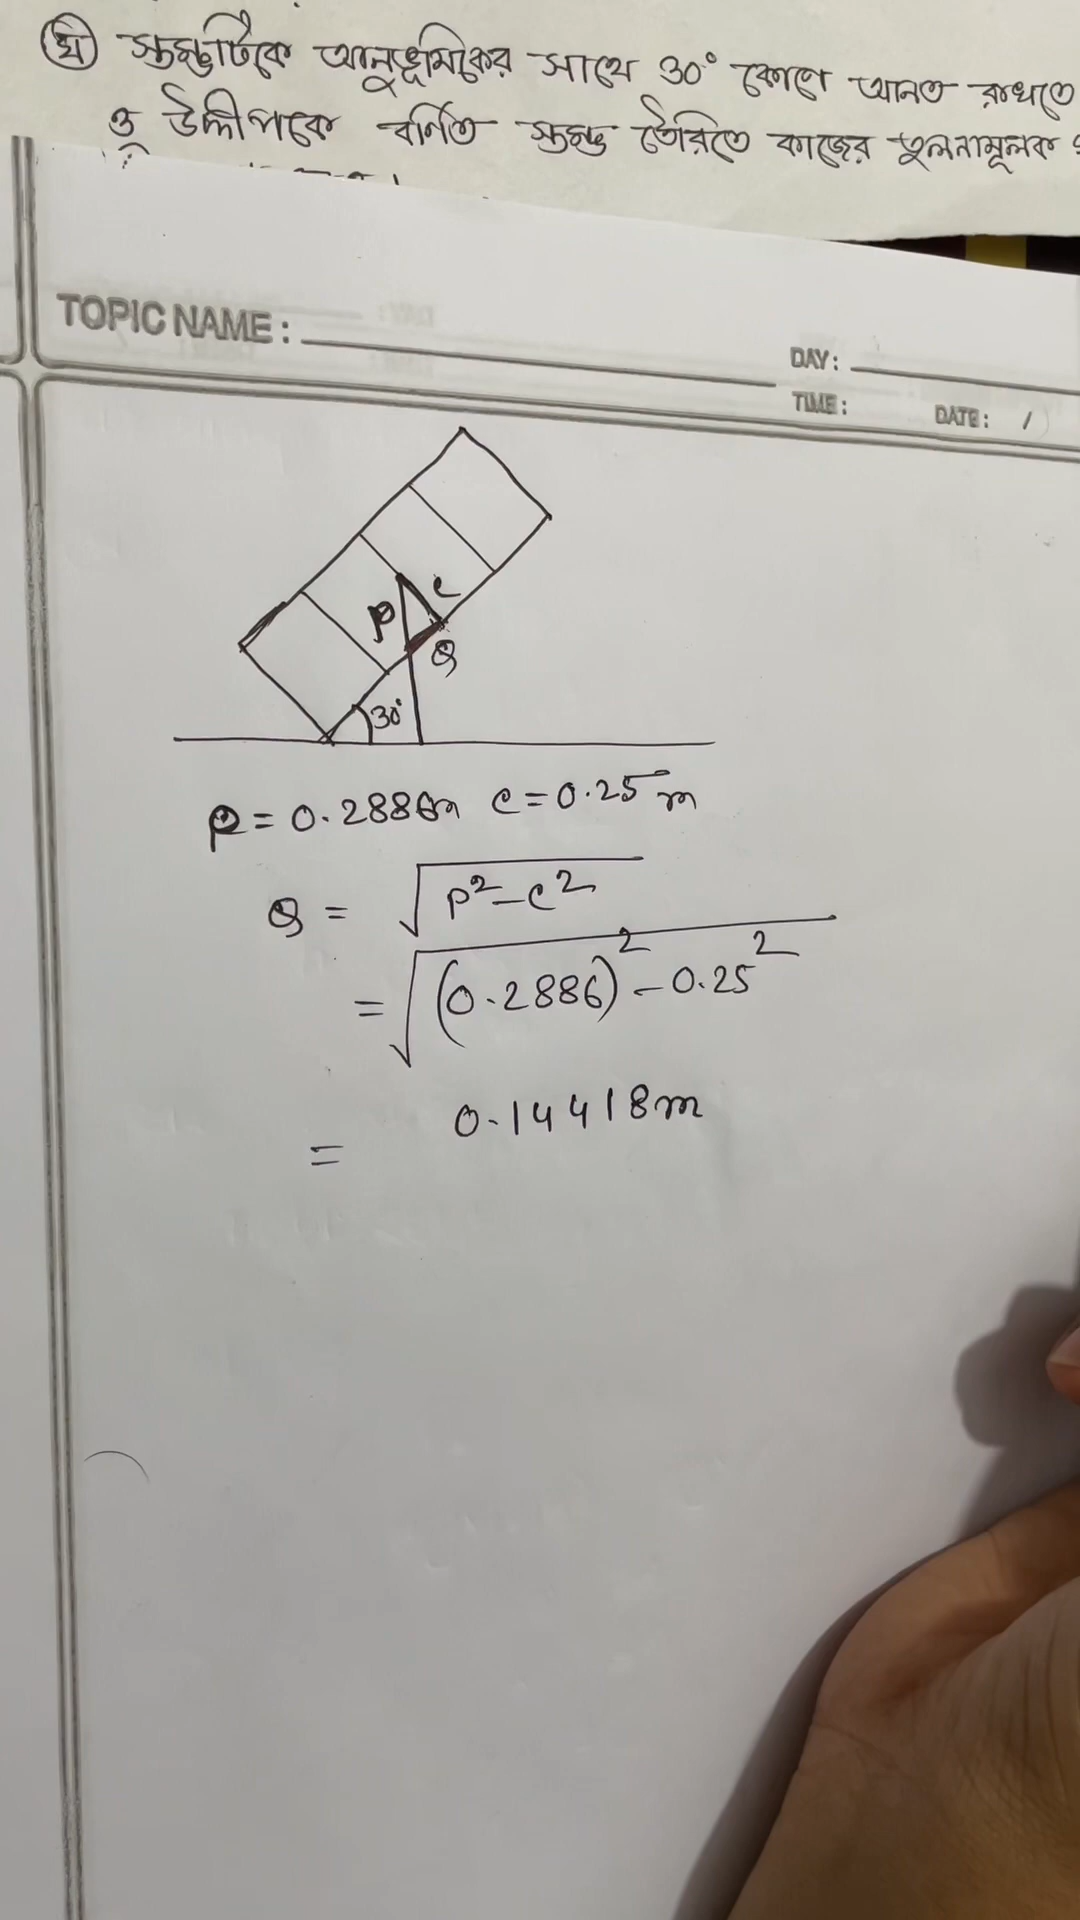 ঘ স্তম্ভটিকে আনুভূমিকের সাথে ৩০° কোণে আনত রাখতে
ও উদ্দীপকে বর্ণিত স্তম্ভ তৈরিতে কাজের তুলনামূলক
TOPIC NAME :
DAY :
TIME :
DATE : /
P
c
Q
30°
P = 0.2886m c = 0.25 m
Q = √P² - c²
= √(0.2886)² - 0.25²
= 0.14418m